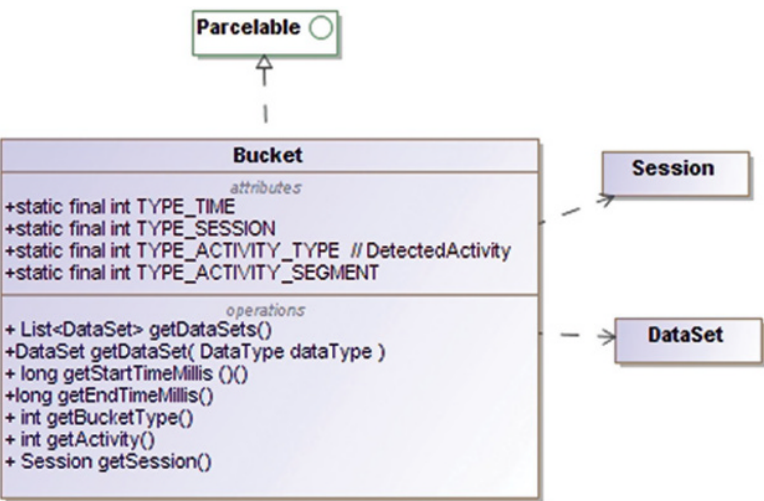 Parcelable
Bucket
attributes
+static final int TYPE_TIME
+static final int TYPE_SESSION
+static final int TYPE_ACTIVITY_TYPE // DetectedActivity
+static final int TYPE_ACTIVITY_SEGMENT
operations
+ List<DataSet> getDataSets()
+DataSet getDataSet( DataType dataType )
+ long getStartTimeMillis ()()
+long getEndTimeMillis()
+ int getBucketType()
+ int getActivity()
+ Session getSession()
Session
DataSet